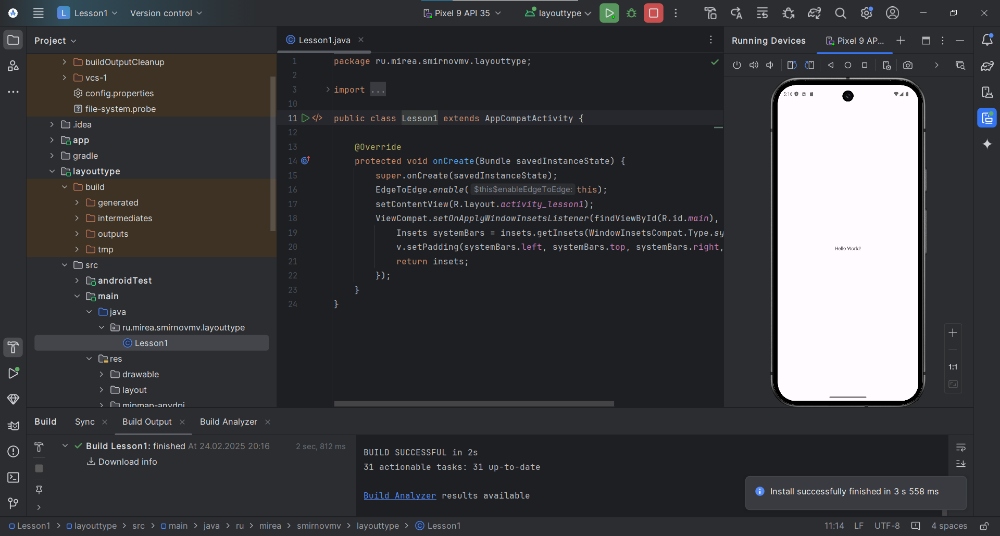 L Lesson1 Version control Pixel 9 API 35 layouttype
Project
buildOutputCleanup
vcs-1
config.properties
file-system.probe
.idea
app
gradle
layouttype
build
generated
intermediates
outputs
tmp
src
androidTest
main
java
ru.mirea.smirnovmv.layouttype
Lesson1
res
drawable
layout
mipmap-anydpi
Lesson1.java
1 package ru.mirea.smirnovmv.layouttype;
2
3 import ...
10
11 public class Lesson1 extends AppCompatActivity {
12
13 @Override
14 protected void onCreate(Bundle savedInstanceState) {
15 super.onCreate(savedInstanceState);
16 EdgeToEdge.enable( $this$enableEdgeToEdge: this);
17 setContentView(R.layout.activity_lesson1);
18 ViewCompat.setOnApplyWindowInsetsListener(findViewById(R.id.main),
19 Insets systemBars = insets.getInsets(WindowInsetsCompat.Type.sy
20 v.setPadding(systemBars.left, systemBars.top, systemBars.right,
21 return insets;
22 });
23 }
24 }
Running Devices Pixel 9 AP...
5:16
Hello World!
1:1
Build Sync Build Output Build Analyzer
Build Lesson1: finished At 24.02.2025 20:16 2 sec, 812 ms
Download info
BUILD SUCCESSFUL in 2s
31 actionable tasks: 31 up-to-date
Build Analyzer results available
Install successfully finished in 3 s 558 ms
Lesson1 > layouttype > src > main > java > ru > mirea > smirnovmv > layouttype > Lesson1
11:14 LF UTF-8 4 spaces